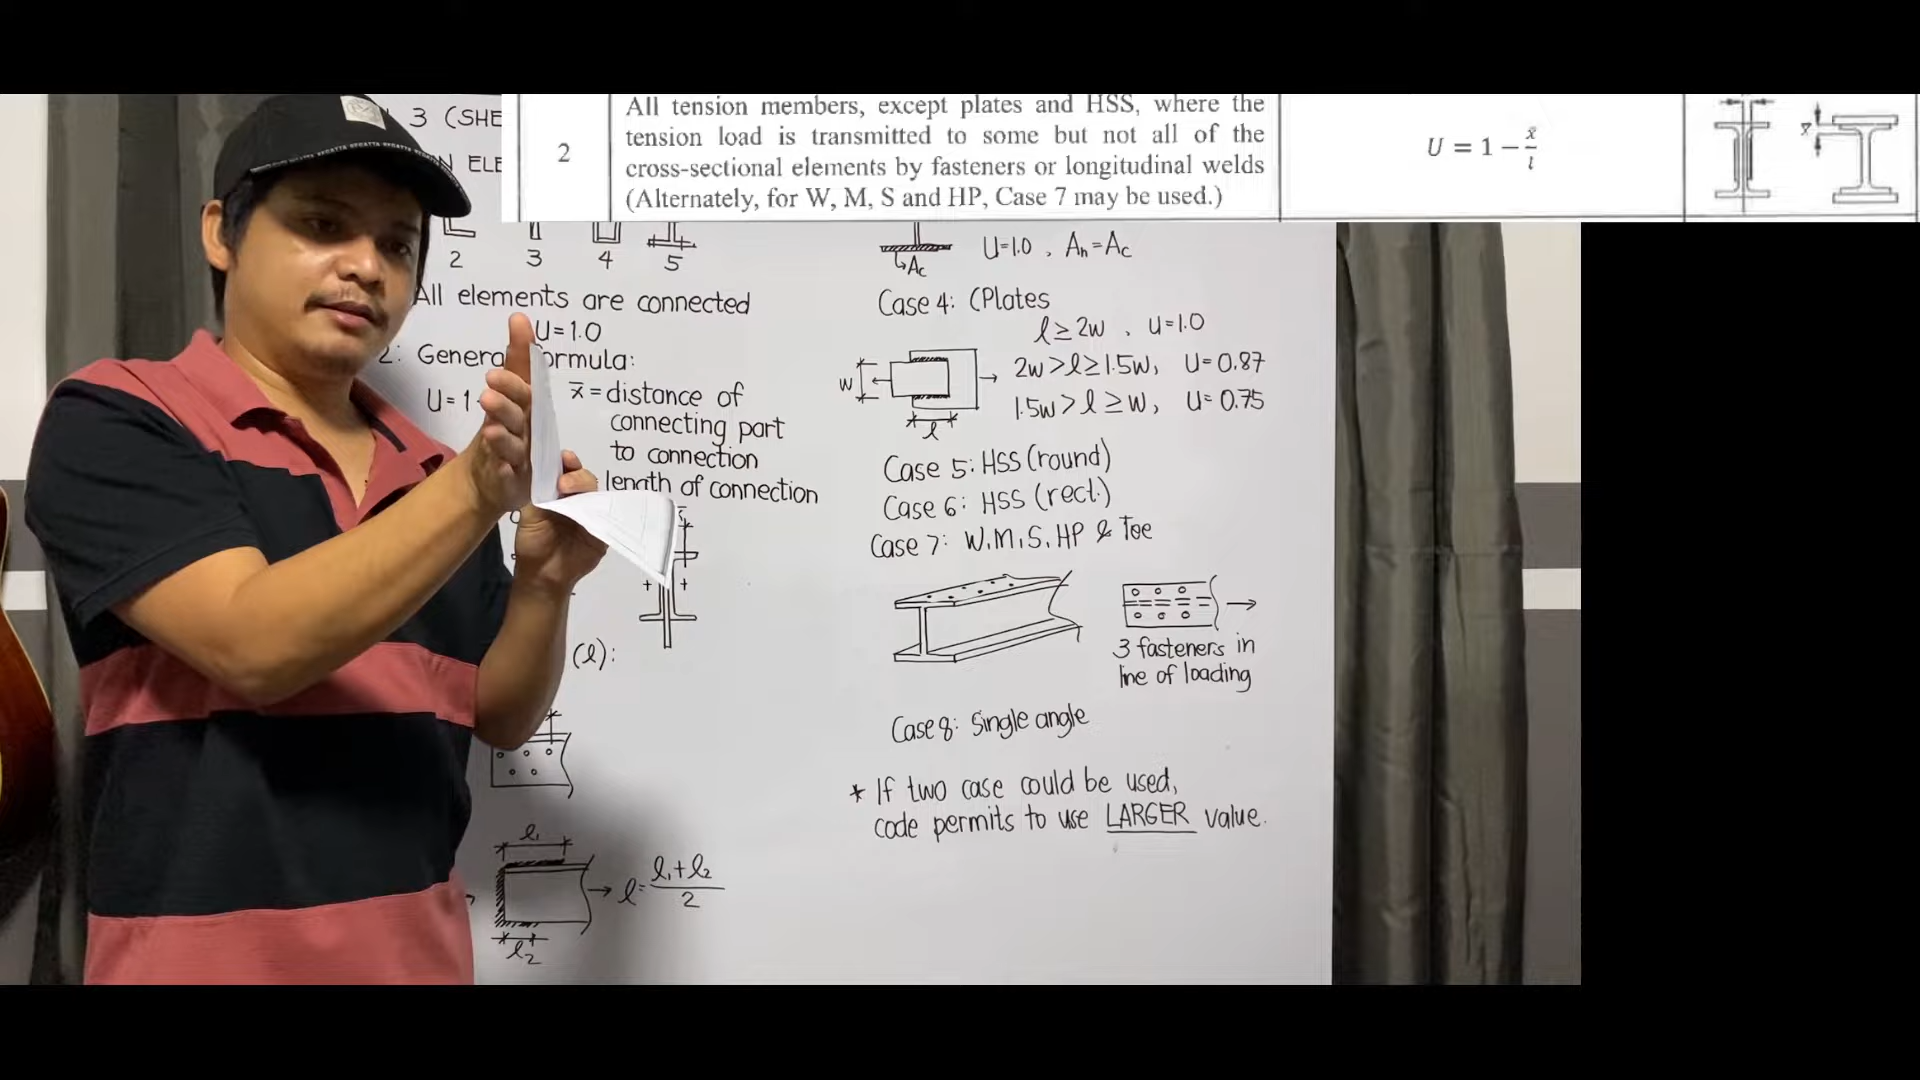 3 (SHE
ELE
2
All tension members, except plates and HSS, where the
tension load is transmitted to some but not all of the
cross-sectional elements by fasteners or longitudinal welds
(Alternately, for W, M, S and HP, Case 7 may be used.)
U = 1 − x̄/l
x̄
2 3 4 5
All elements are connected
U=1.0
2: General formula:
U=1
x̄ = distance of
connecting part
to connection
length of connection
(l):
l₁
l = (l₁+l₂)/2
l₂
U=1.0 , An=Ac
Ac
Case 4: (Plates
l ≥ 2w , U=1.0
2w>l≥1.5w, U=0.87
1.5w>l≥w, U=0.75
w
l
Case 5: HSS (round)
Case 6: HSS (rect.)
Case 7: W,M,S,HP & Tee
3 fasteners in
line of loading
Case 8: Single angle
* If two case could be used,
code permits to use LARGER value.